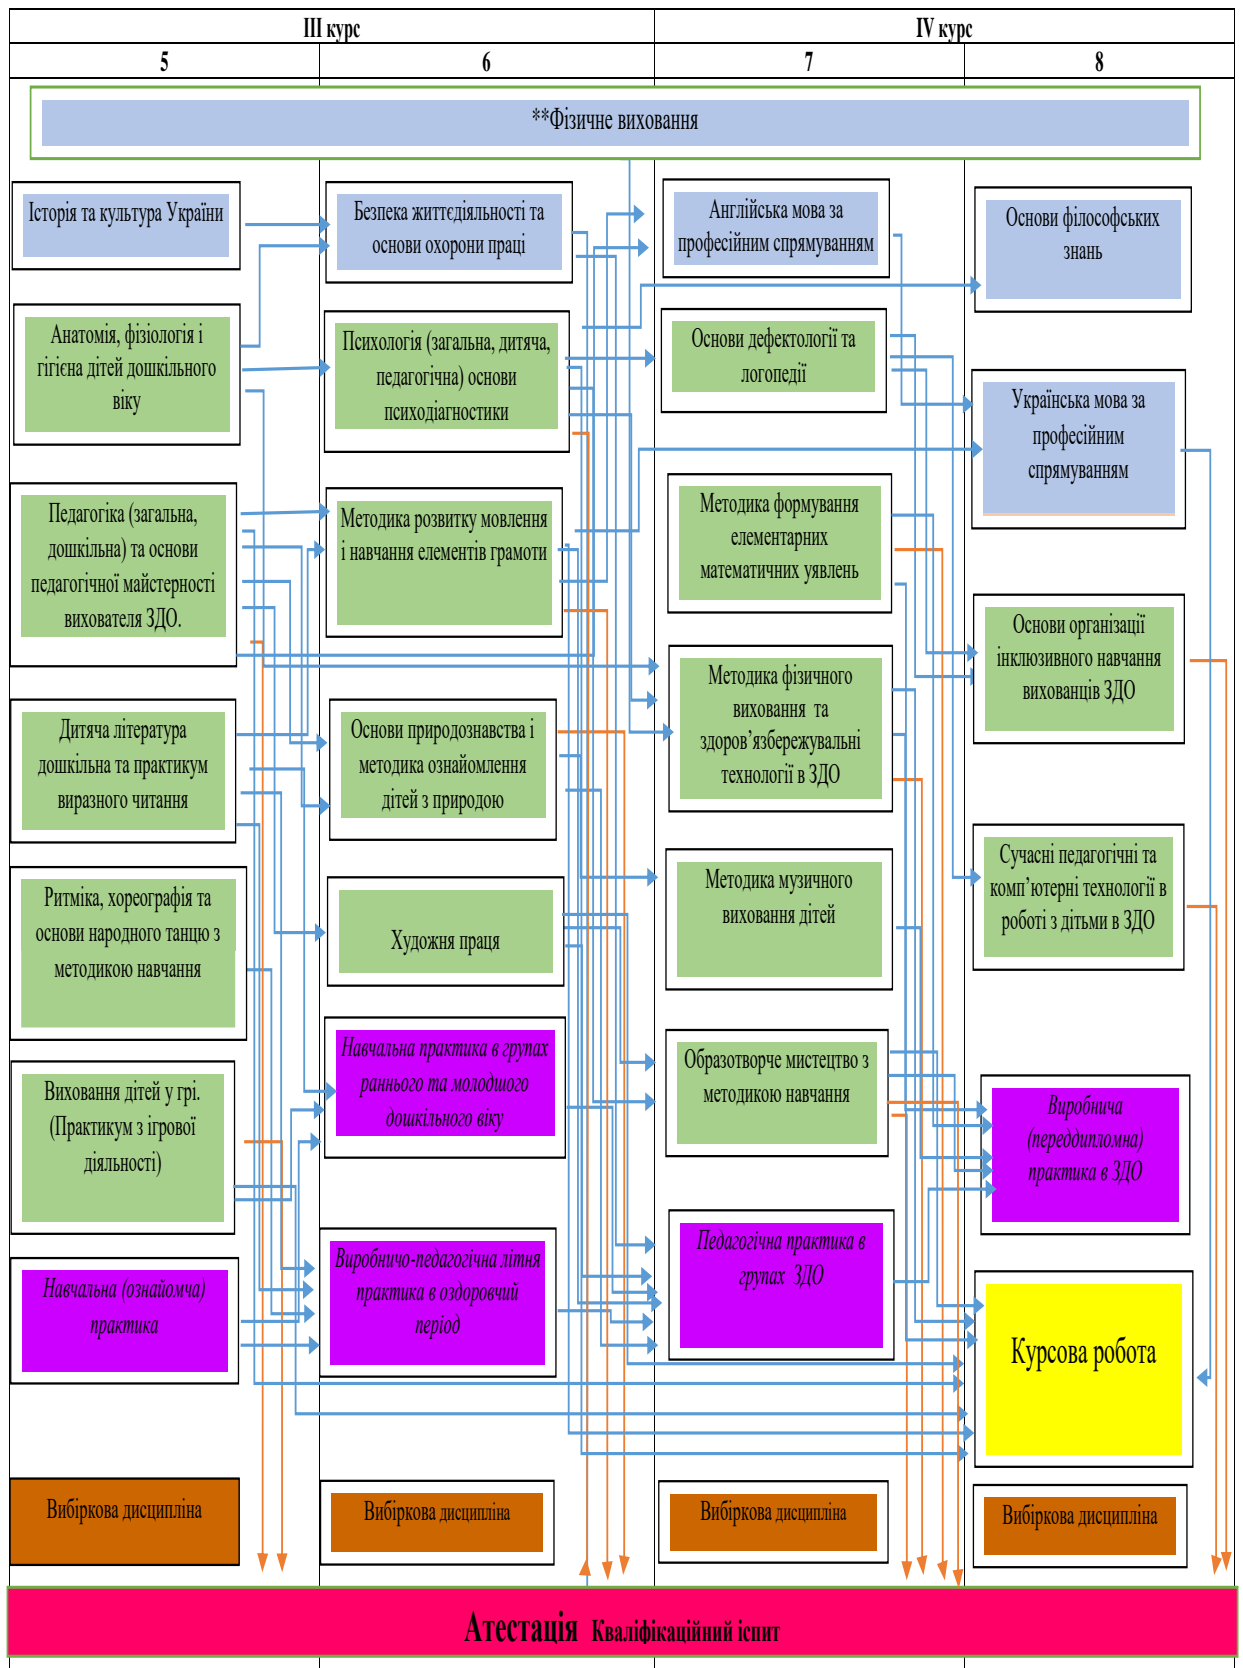 III курс
IV курс
5
6
7
8
**Фізичне виховання
Історія та культура України
Безпека життєдіяльності та
основи охорони праці
Англійська мова за
професійним спрямуванням
Основи філософських
знань
Анатомія, фізіологія і
гігієна дітей дошкільного
віку
Психологія (загальна, дитяча,
педагогічна) основи
психодіагностики
Основи дефектології та
логопедії
Українська мова за
професійним
спрямуванням
Педагогіка (загальна,
дошкільна) та основи
педагогічної майстерності
вихователя ЗДО.
Методика розвитку мовлення
і навчання елементів грамоти
Методика формування
елементарних
математичних уявлень
Основи організації
інклюзивного навчання
вихованців ЗДО
Дитяча література
дошкільна та практикум
виразного читання
Основи природознавства і
методика ознайомлення
дітей з природою
Методика фізичного
виховання та
здоров’язбережувальні
технології в ЗДО
Сучасні педагогічні та
комп’ютерні технології в
роботі з дітьми в ЗДО
Ритміка, хореографія та
основи народного танцю з
методикою навчання
Художня праця
Методика музичного
виховання дітей
Виховання дітей у грі.
(Практикум з ігрової
діяльності)
Навчальна практика в групах
раннього та молодшого
дошкільного віку
Образотворче мистецтво з
методикою навчання
Виробнича
(переддипломна)
практика в ЗДО
Навчальна (ознайомча)
практика
Виробничо-педагогічна літня
практика в оздоровчий
період
Педагогічна практика в
групах ЗДО
Курсова робота
Вибіркова дисципліна
Вибіркова дисципліна
Вибіркова дисципліна
Вибіркова дисципліна
Атестація Кваліфікаційний іспит